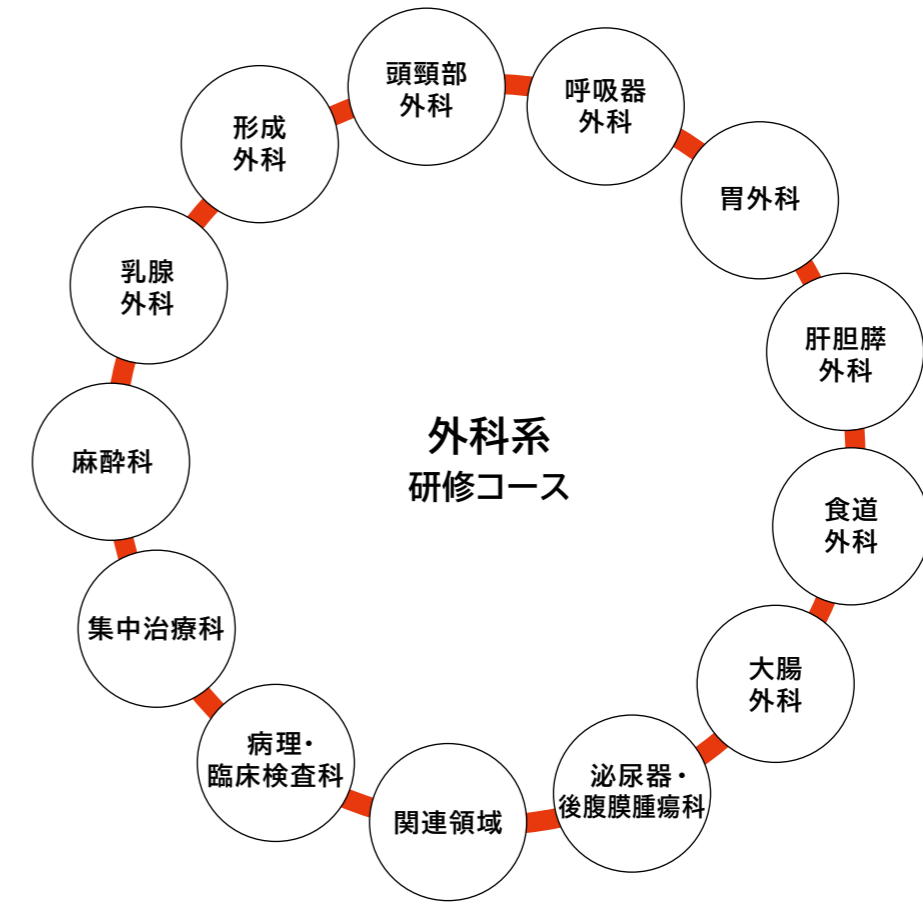 頭頸部
外科
呼吸器
外科
胃外科
肝胆膵
外科
食道
外科
大腸
外科
泌尿器・
後腹膜腫瘍科
関連領域
病理・
臨床検査科
集中治療科
麻酔科
乳腺
外科
形成
外科
外科系
研修コース